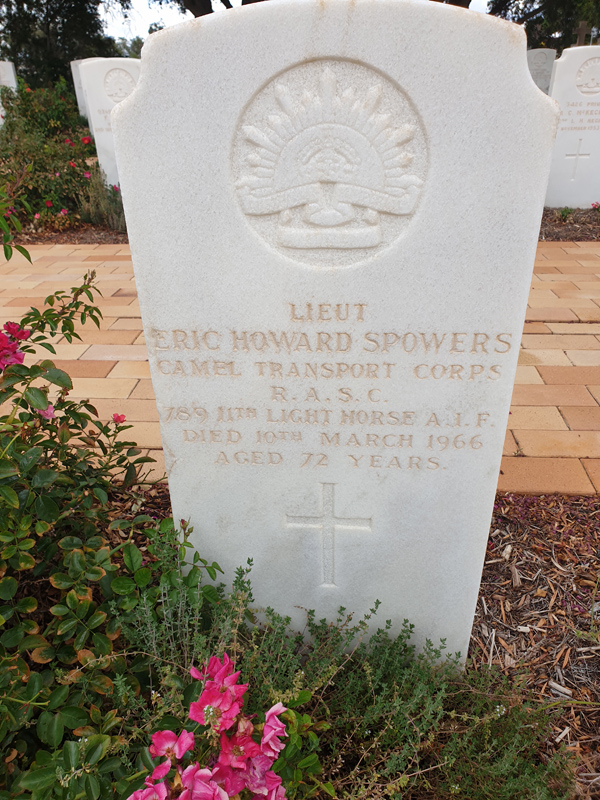 LIEUT
ERIC HOWARD SPOWERS
CAMEL TRANSPORT CORPS
R.A.S.C.
789 11TH LIGHT HORSE A.I.F.
DIED 10TH MARCH 1966
AGED 72 YEARS.